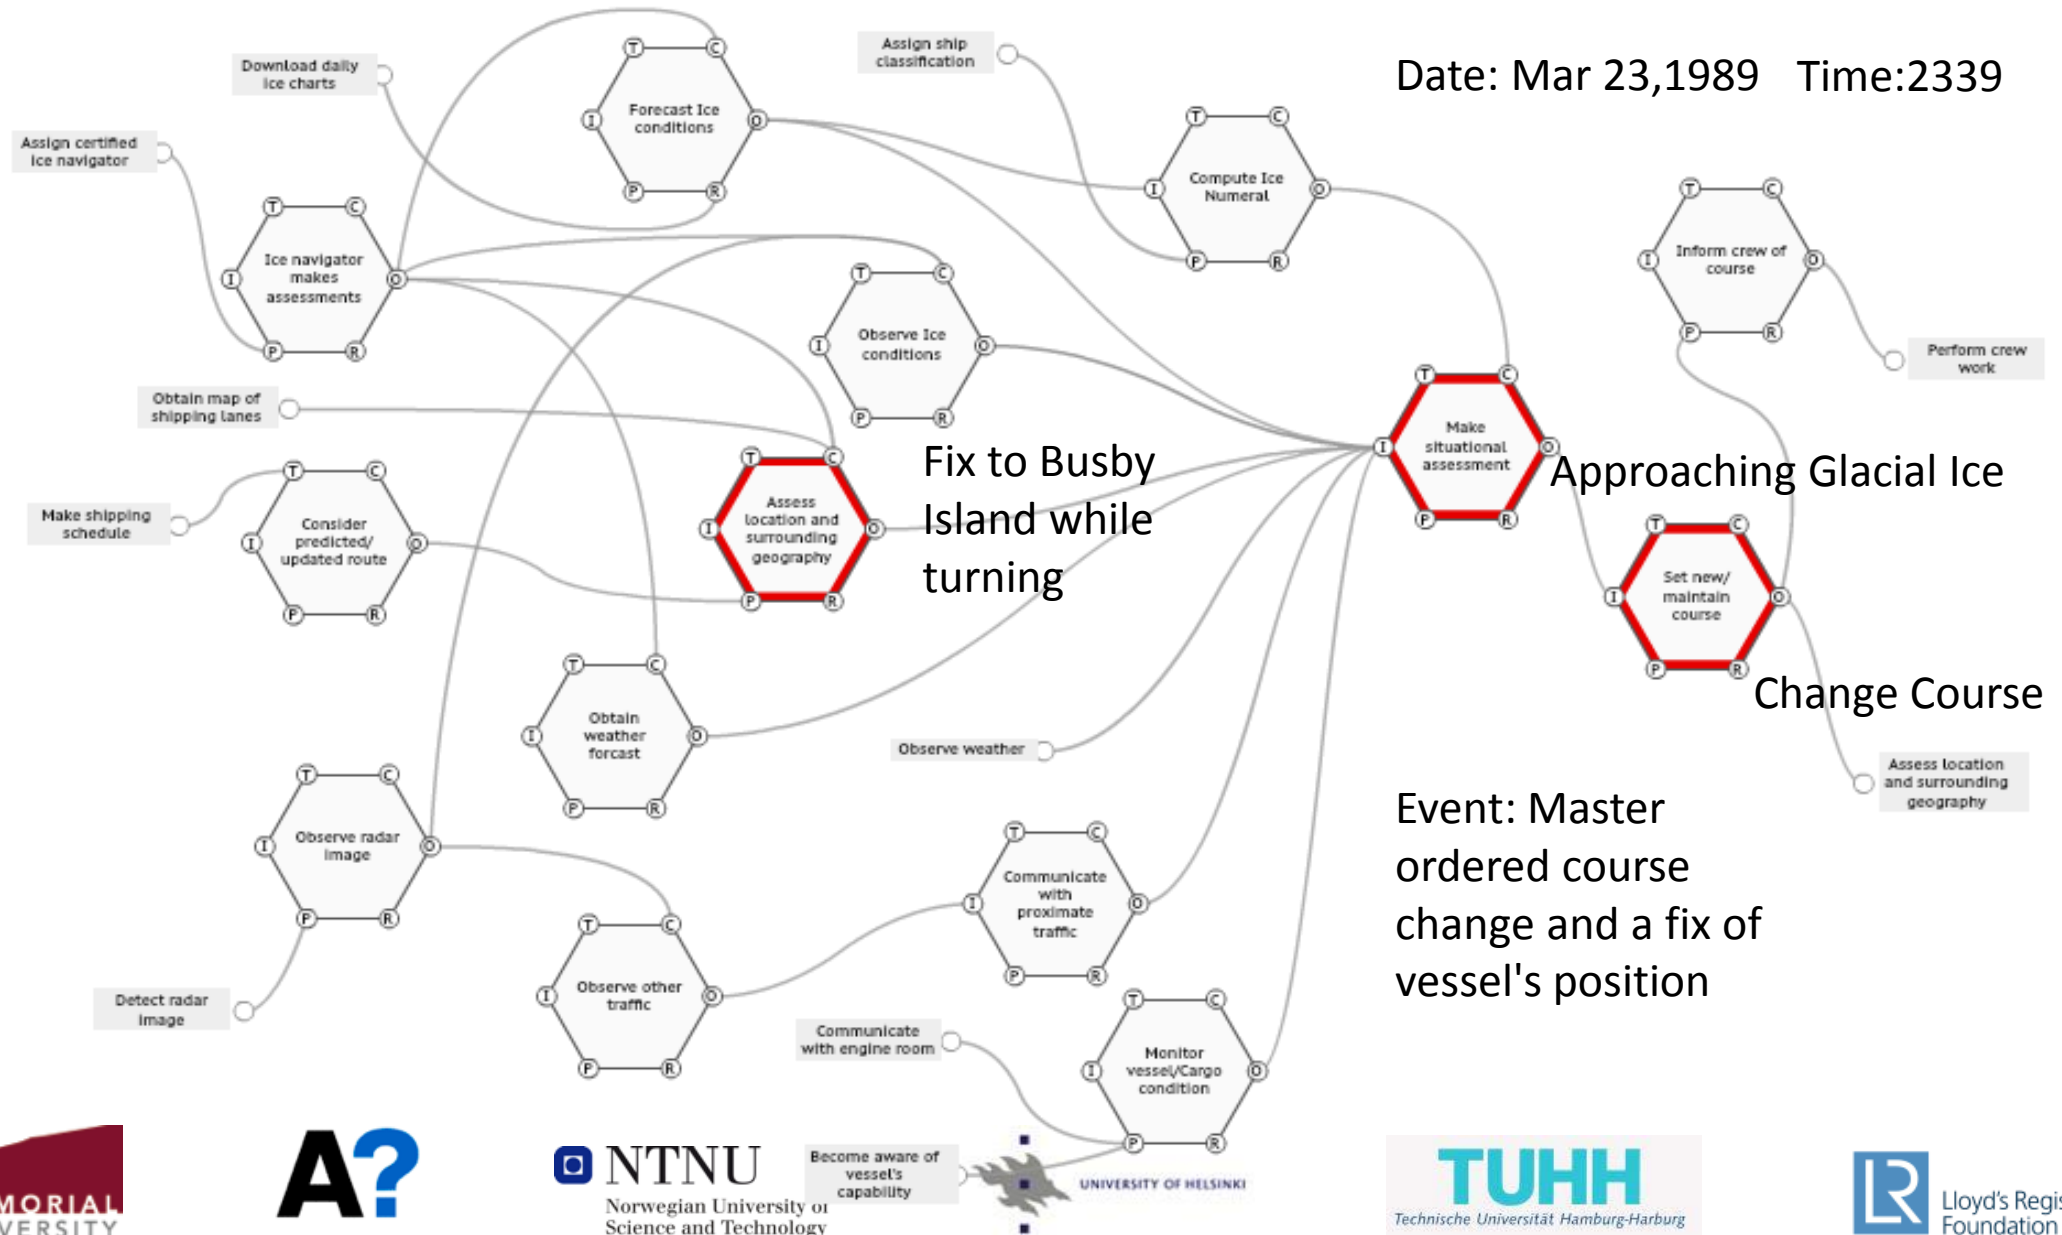 Date: Mar 23,1989 Time:2339
Download daily
ice charts
Assign certified
ice navigator
T C
I Forecast Ice O
conditions
P R
Assign ship
classification
T C
I Compute Ice O
Numeral
P R
T C
I Inform crew of O
course
P R
Perform crew
work
T C
Ice navigator
I makes O
assessments
P R
T C
I Observe Ice O
conditions
P R
Obtain map of
shipping lanes
T C
Make
I situational O
assessment
P R
Approaching Glacial Ice
Make shipping
schedule
T C
Consider
I predicted/ O
updated route
P R
T C
Assess
location and
I surrounding O
geography
P R
Fix to Busby
Island while
turning
T C
Set new/
I maintain O
course
P R
Change Course
Assess location
and surrounding
geography
T C
Obtain
I weather O
forcast
P R
Observe weather
T C
I Observe radar O
image
P R
Detect radar
image
T C
I Observe other O
traffic
P R
T C
Communicate
I with O
proximate
traffic
P R
Event: Master
ordered course
change and a fix of
vessel's position
Communicate
with engine room
T C
Monitor
I vessel/Cargo O
condition
P R
Become aware of
vessel's
capability
MORIAL
VERSITY
A?
NTNU
Norwegian University of
Science and Technology
UNIVERSITY OF HELSINKI
TUHH
Technische Universität Hamburg-Harburg
LR
Lloyd's Regis
Foundation